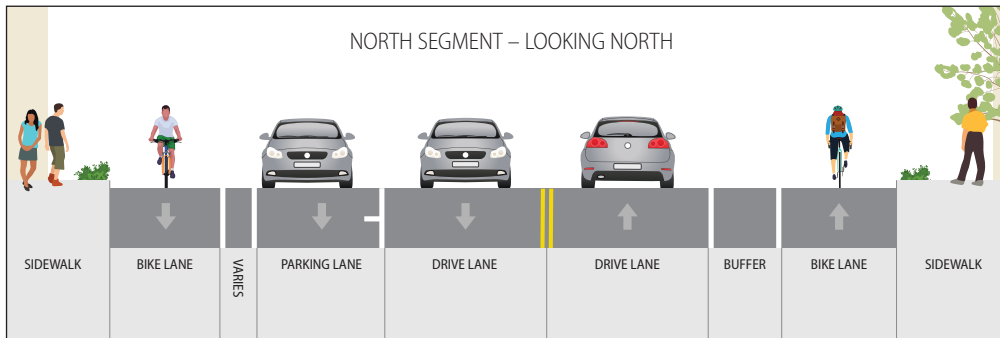 NORTH SEGMENT – LOOKING NORTH
SIDEWALK
BIKE LANE
VARIES
PARKING LANE
DRIVE LANE
DRIVE LANE
BUFFER
BIKE LANE
SIDEWALK